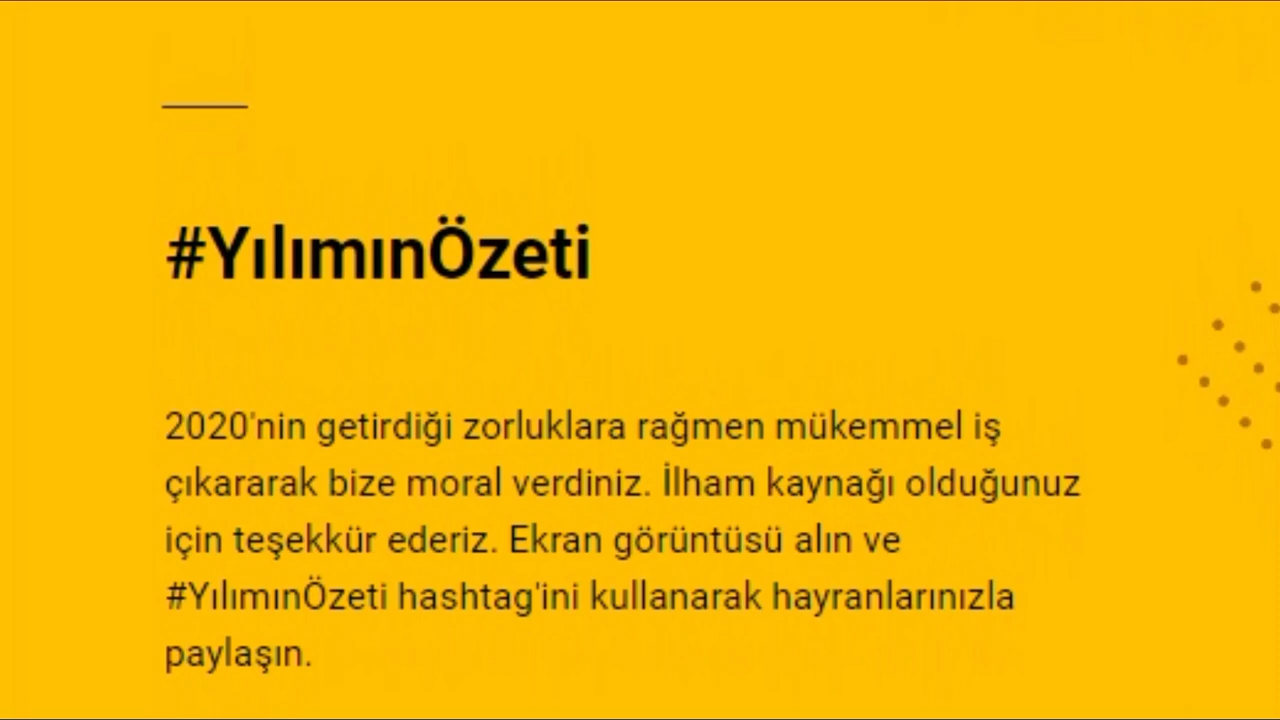 #YılımınÖzeti
2020'nin getirdiği zorluklara rağmen mükemmel iş
çıkararak bize moral verdiniz. İlham kaynağı olduğunuz
için teşekkür ederiz. Ekran görüntüsü alın ve
#YılımınÖzeti hashtag'ini kullanarak hayranlarınızla
paylaşın.